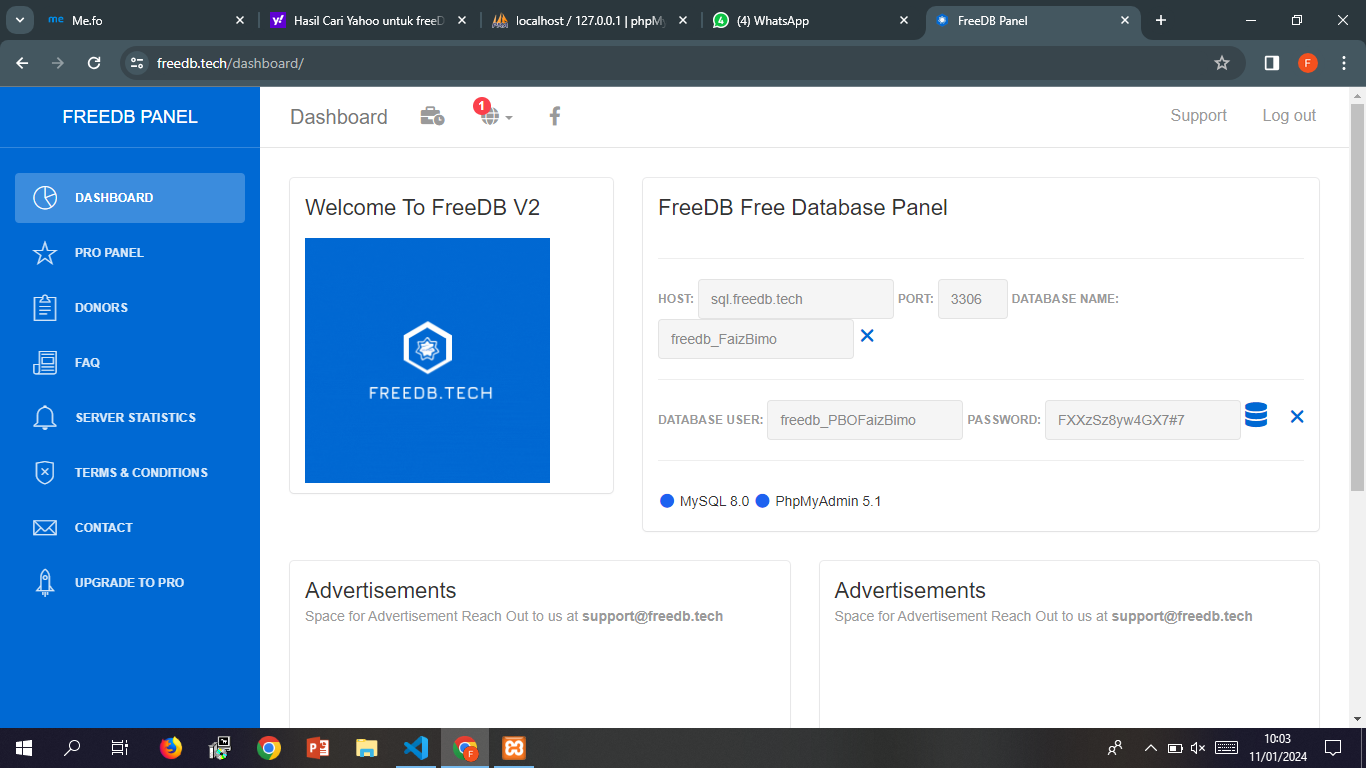 Me.fo
Hasil Cari Yahoo untuk freeD
localhost / 127.0.0.1 | phpMy
4
(4) WhatsApp
FreeDB Panel
freedb.tech/dashboard/
F
FREEDB PANEL
Dashboard
1
Support
Log out
DASHBOARD
PRO PANEL
DONORS
FAQ
SERVER STATISTICS
TERMS & CONDITIONS
CONTACT
UPGRADE TO PRO
Welcome To FreeDB V2
FREEDB.TECH
FreeDB Free Database Panel
HOST: sql.freedb.tech PORT: 3306 DATABASE NAME:
freedb_FaizBimo
DATABASE USER: freedb_PBOFaizBimo PASSWORD: FXXzSz8yw4GX7#7
MySQL 8.0 PhpMyAdmin 5.1
Advertisements
Space for Advertisement Reach Out to us at support@freedb.tech
Advertisements
Space for Advertisement Reach Out to us at support@freedb.tech
10:03
11/01/2024